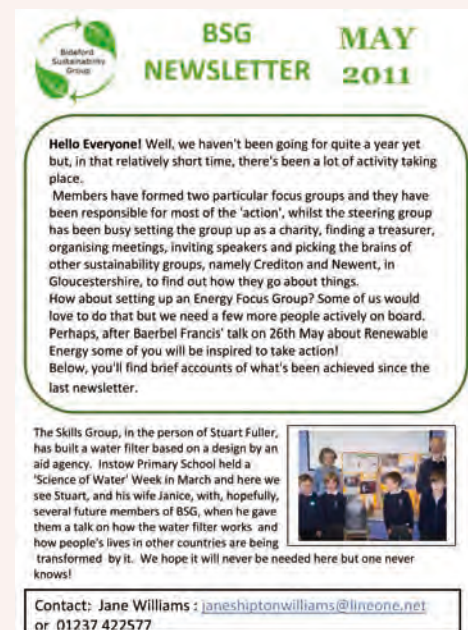 Bideford
Sustainability
Group
BSG
NEWSLETTER
MAY
2011
Hello Everyone! Well, we haven't been going for quite a year yet
but, in that relatively short time, there's been a lot of activity taking
place.
Members have formed two particular focus groups and they have
been responsible for most of the 'action', whilst the steering group
has been busy setting the group up as a charity, finding a treasurer,
organising meetings, inviting speakers and picking the brains of
other sustainability groups, namely Crediton and Newent, in
Gloucestershire, to find out how they go about things.
How about setting up an Energy Focus Group? Some of us would
love to do that but we need a few more people actively on board.
Perhaps, after Baerbel Francis' talk on 26th May about Renewable
Energy some of you will be inspired to take action!
Below, you'll find brief accounts of what's been achieved since the
last newsletter.
The Skills Group, in the person of Stuart Fuller,
has built a water filter based on a design by an
aid agency. Instow Primary School held a
'Science of Water' Week in March and here we
see Stuart, and his wife Janice, with, hopefully,
several future members of BSG, when he gave
them a talk on how the water filter works and
how people's lives in other countries are being
transformed by it. We hope it will never be needed here but one never
knows!
Contact: Jane Williams : janeshiptonwilliams@lineone.net
or 01237 422577